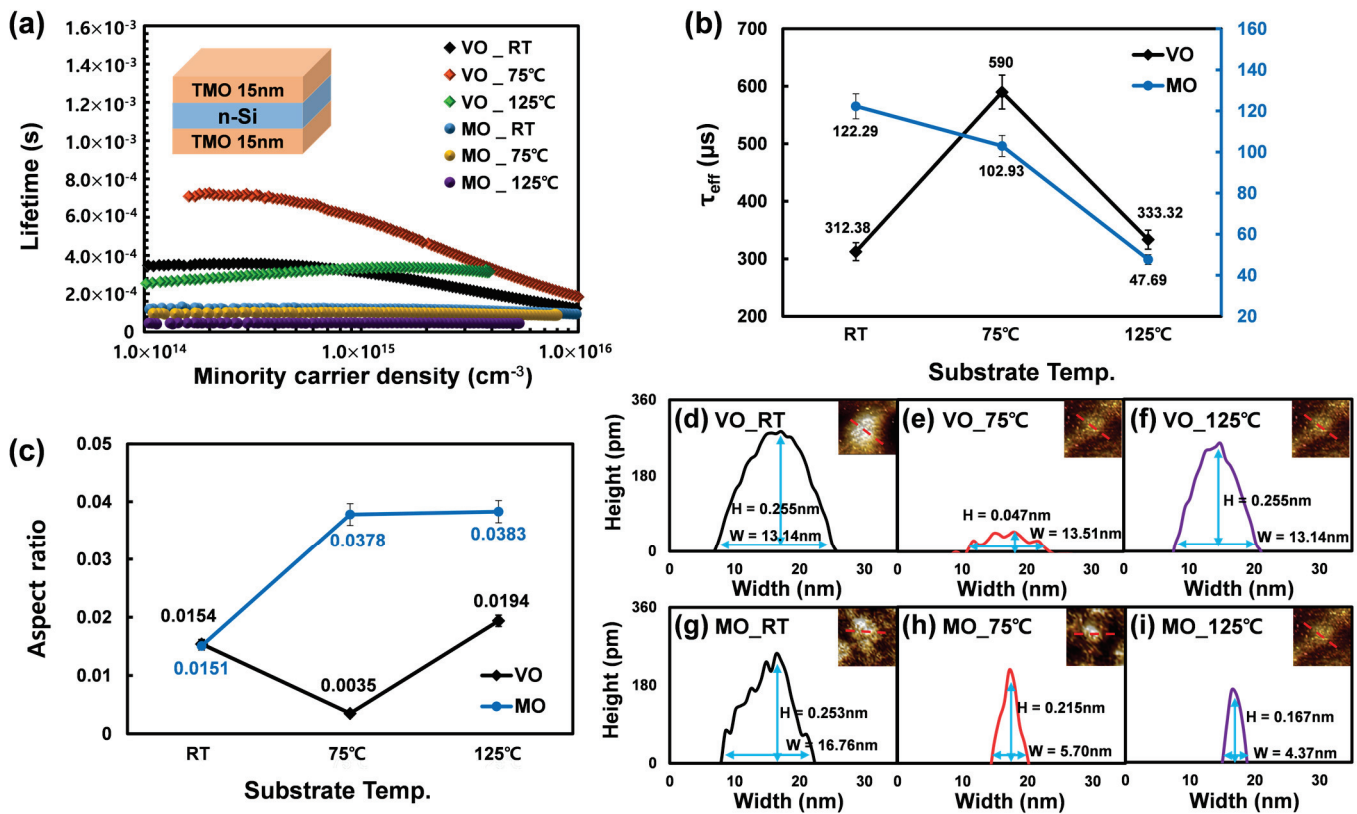 (a)
1.6×10-3
1.4×10-3
1.2×10-3
1.0×10-3
8.0×10-4
6.0×10-4
4.0×10-4
2.0×10-4
0
Lifetime (s)
TMO 15nm
n-Si
TMO 15nm
VO _ RT
VO _ 75℃
VO _ 125℃
MO _ RT
MO _ 75℃
MO _ 125℃
1.0×10^14
1.0×10^15
1.0×10^16
Minority carrier density (cm-3)
(b)
700
600
500
400
300
200
τeff (μs)
160
140
120
100
80
60
40
20
VO
MO
590
122.29
102.93
312.38
333.32
47.69
RT
75℃
125℃
Substrate Temp.
(c)
0.05
0.04
0.03
0.02
0.01
0
Aspect ratio
0.0378
0.0383
0.0154
0.0151
0.0035
0.0194
VO
MO
RT
75℃
125℃
Substrate Temp.
360
180
0
Height (pm)
(d) VO_RT
H = 0.255nm
W = 13.14nm
0 10 20 30
Width (nm)
(e) VO_75℃
H = 0.047nm
W = 13.51nm
0 10 20 30
Width (nm)
(f) VO_125℃
H = 0.255nm
W = 13.14nm
0 10 20 30
Width (nm)
360
180
0
Height (pm)
(g) MO_RT
H = 0.253nm
W = 16.76nm
0 10 20 30
Width (nm)
(h) MO_75℃
H = 0.215nm
W = 5.70nm
0 10 20 30
Width (nm)
(i) MO_125℃
H = 0.167nm
W = 4.37nm
0 10 20 30
Width (nm)